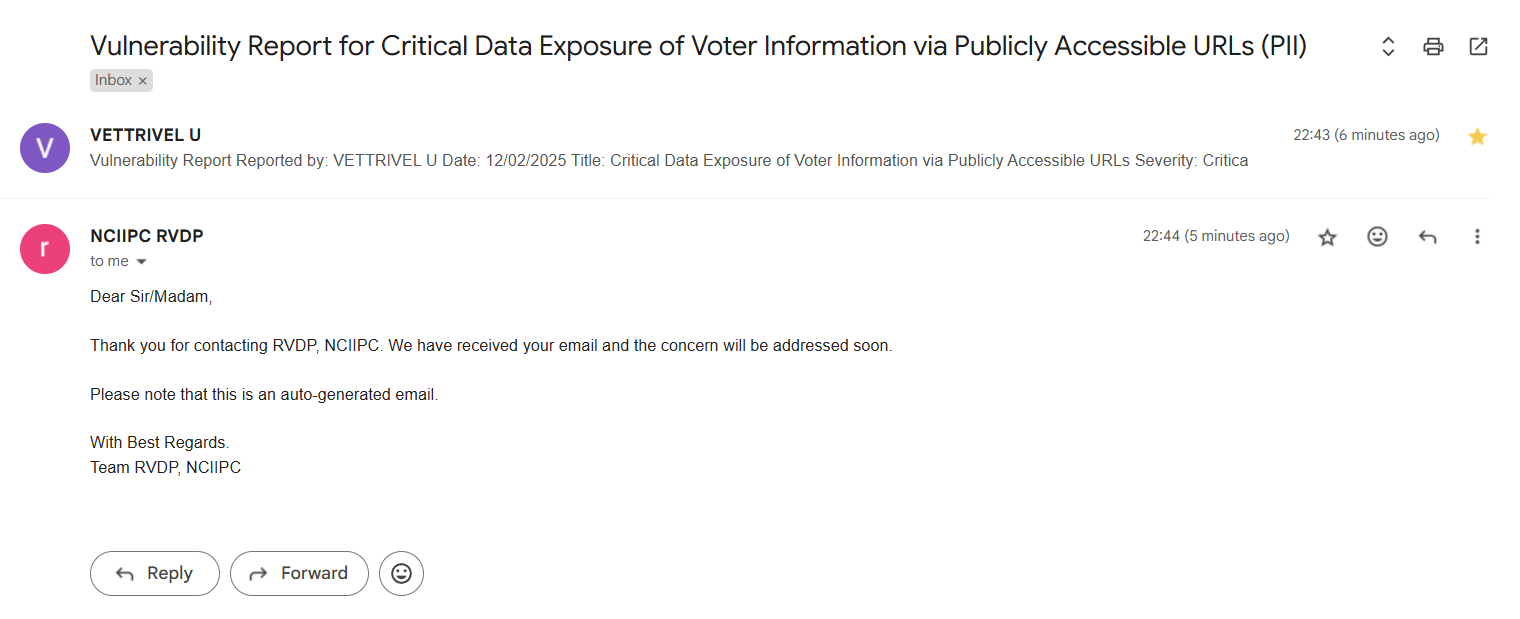 Vulnerability Report for Critical Data Exposure of Voter Information via Publicly Accessible URLs (PII)
Inbox ×
V
VETTRIVEL U
22:43 (6 minutes ago)
Vulnerability Report Reported by: VETTRIVEL U Date: 12/02/2025 Title: Critical Data Exposure of Voter Information via Publicly Accessible URLs Severity: Critica
r
NCIIPC RVDP
22:44 (5 minutes ago)
to me
Dear Sir/Madam,
Thank you for contacting RVDP, NCIIPC. We have received your email and the concern will be addressed soon.
Please note that this is an auto-generated email.
With Best Regards.
Team RVDP, NCIIPC
Reply
Forward